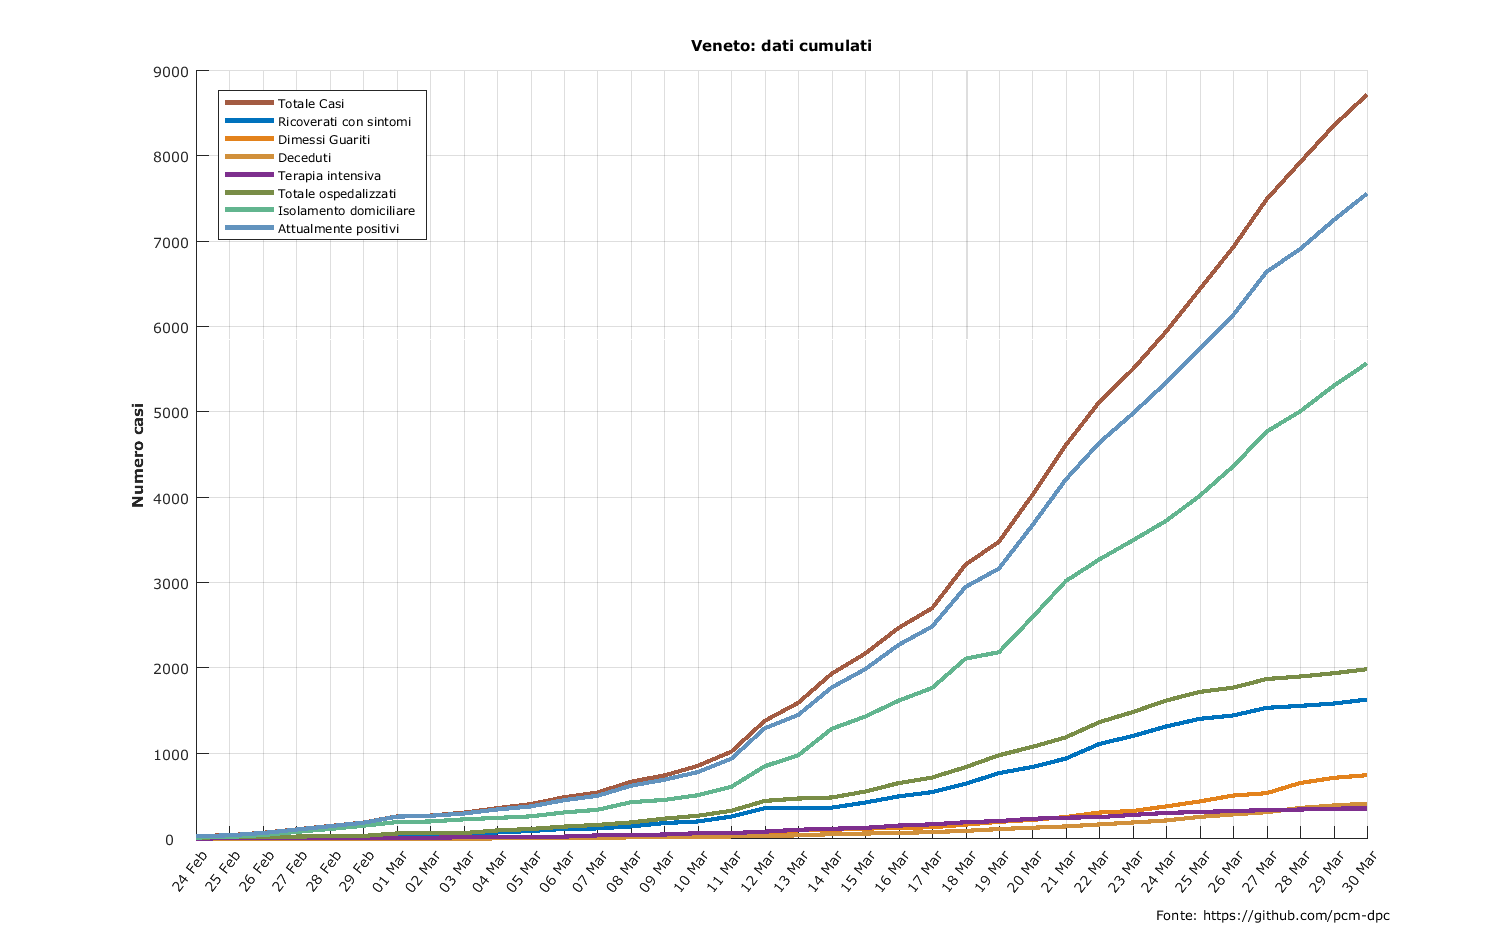 Veneto: dati cumulati
9000
8000
7000
6000
5000
4000
3000
2000
1000
0
Numero casi
Totale Casi
Ricoverati con sintomi
Dimessi Guariti
Deceduti
Terapia intensiva
Totale ospedalizzati
Isolamento domiciliare
Attualmente positivi
24 Feb
25 Feb
26 Feb
27 Feb
28 Feb
29 Feb
01 Mar
02 Mar
03 Mar
04 Mar
05 Mar
06 Mar
07 Mar
08 Mar
09 Mar
10 Mar
11 Mar
12 Mar
13 Mar
14 Mar
15 Mar
16 Mar
17 Mar
18 Mar
19 Mar
20 Mar
21 Mar
22 Mar
23 Mar
24 Mar
25 Mar
26 Mar
27 Mar
28 Mar
29 Mar
30 Mar
Fonte: https://github.com/pcm-dpc